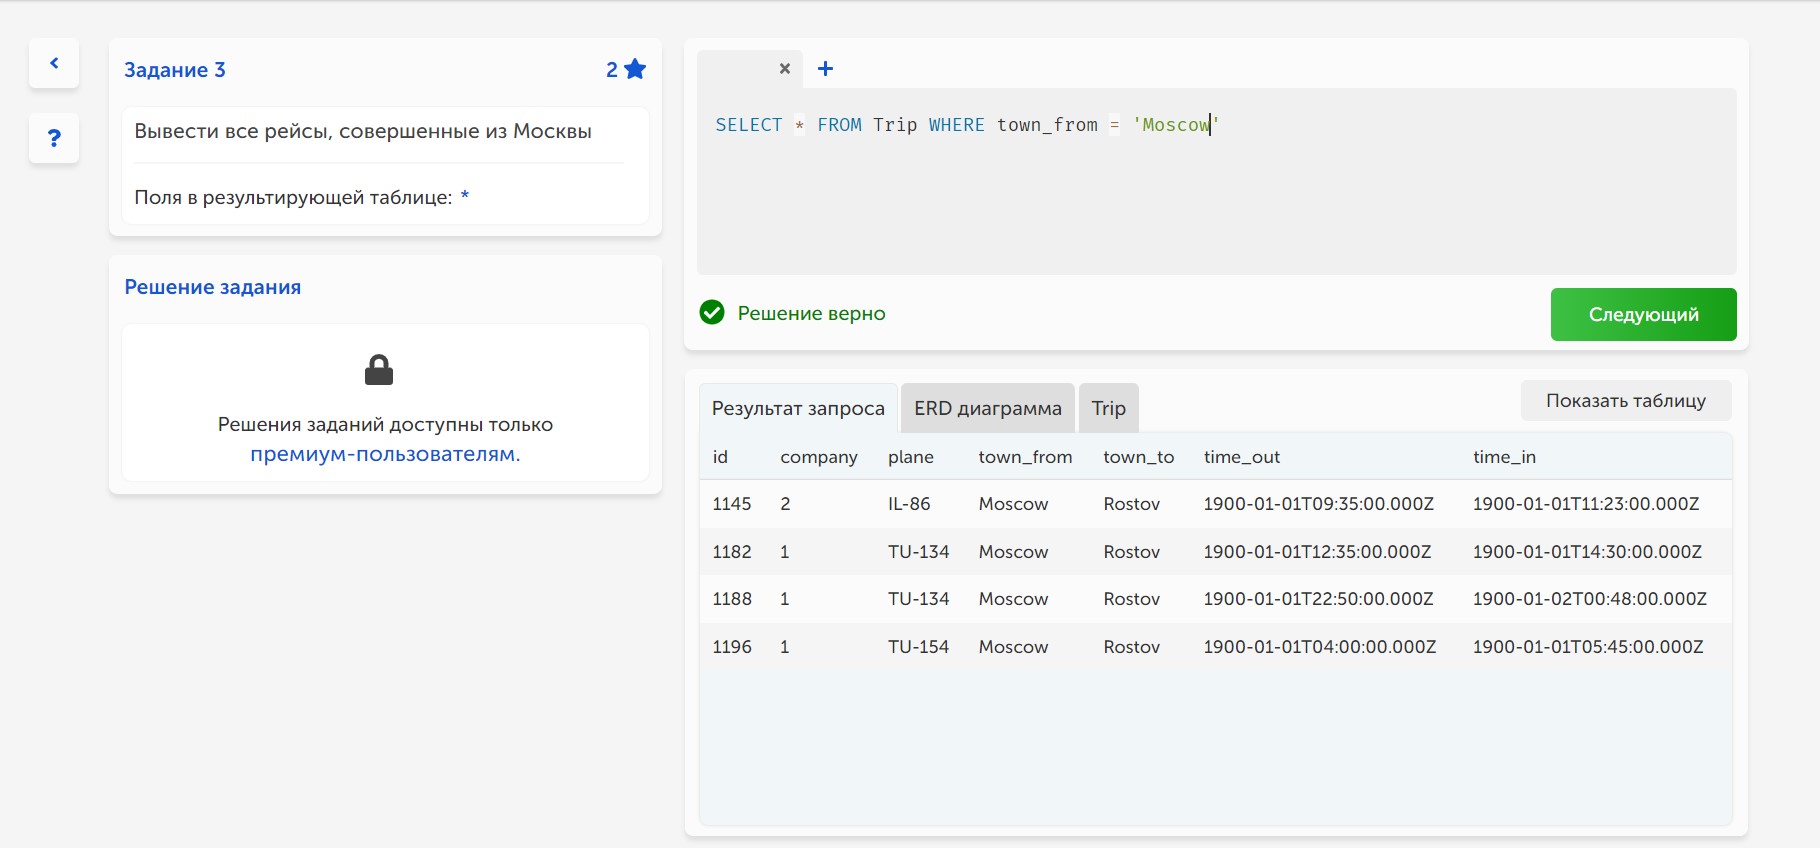 Задание 3
2
Вывести все рейсы, совершенные из Москвы
Поля в результирующей таблице: *
Решение задания
Решения заданий доступны только
премиум-пользователям.
?
× +
SELECT * FROM Trip WHERE town_from = 'Moscow'
Решение верно
Следующий
Результат запроса ERD диаграмма Trip Показать таблицу
id company plane town_from town_to time_out time_in
1145 2 IL-86 Moscow Rostov 1900-01-01T09:35:00.000Z 1900-01-01T11:23:00.000Z
1182 1 TU-134 Moscow Rostov 1900-01-01T12:35:00.000Z 1900-01-01T14:30:00.000Z
1188 1 TU-134 Moscow Rostov 1900-01-01T22:50:00.000Z 1900-01-02T00:48:00.000Z
1196 1 TU-154 Moscow Rostov 1900-01-01T04:00:00.000Z 1900-01-01T05:45:00.000Z